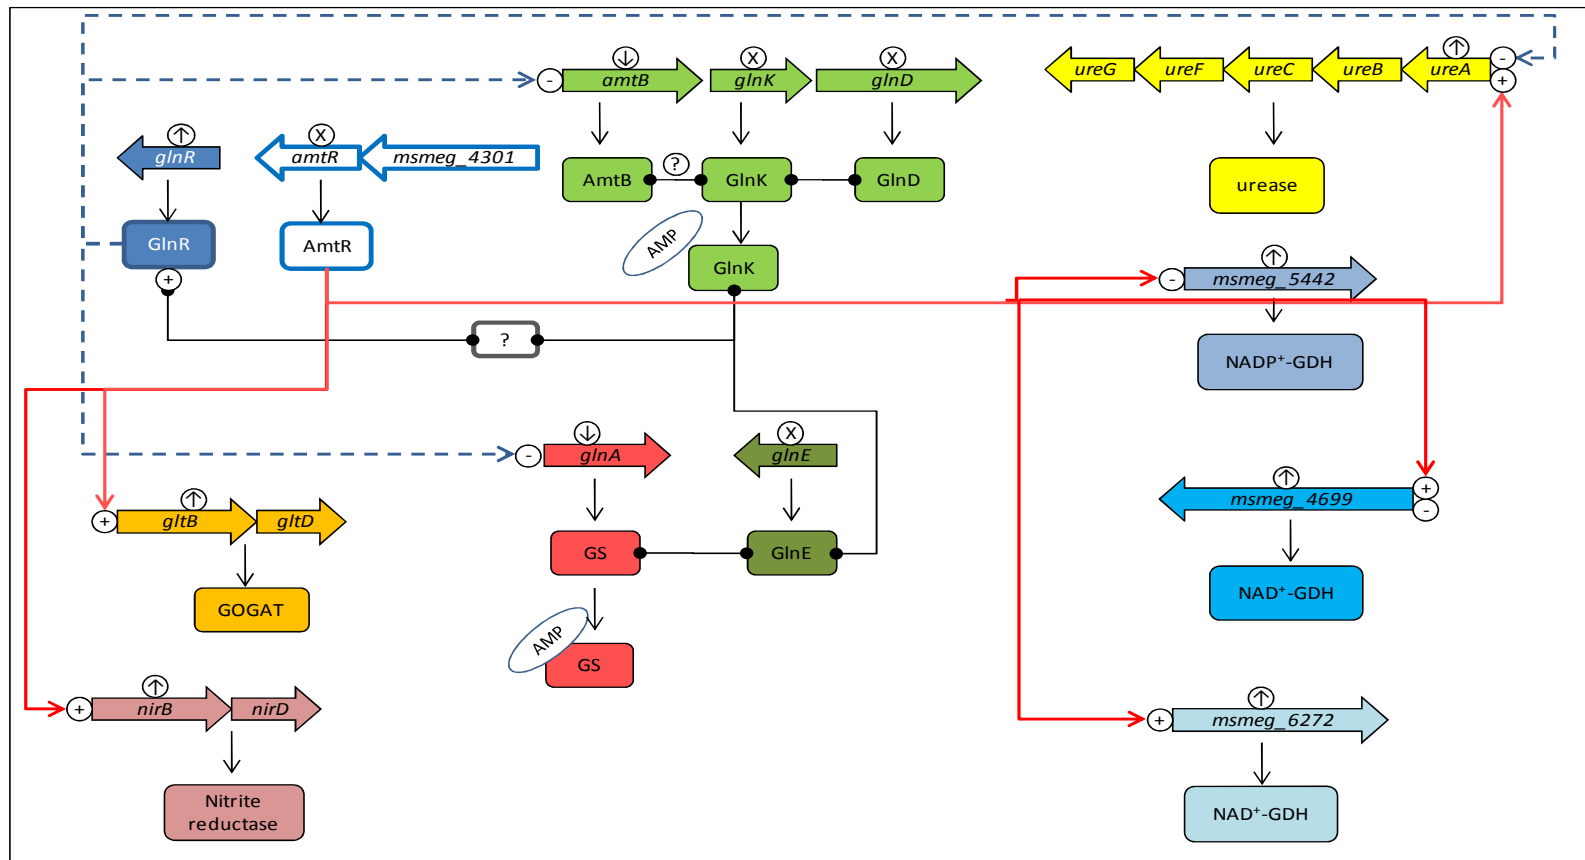 ↓ X X ↑
- amtB glnK glnD
ureG ureF ureC ureB ureA - +
↑ X
glnR amtR msmeg_4301
?
AmtB GlnK GlnD
urease
GlnR AmtR
AMP
GlnK
+
↑
- msmeg_5442
?
NADP⁺-GDH
↓ X
- glnA glnE
↑
msmeg_4699 + -
↑
+ gltB gltD
GS GlnE
NAD⁺-GDH
GOGAT
AMP
GS
↑
+ nirB nirD
↑
+ msmeg_6272
Nitrite
reductase
NAD⁺-GDH